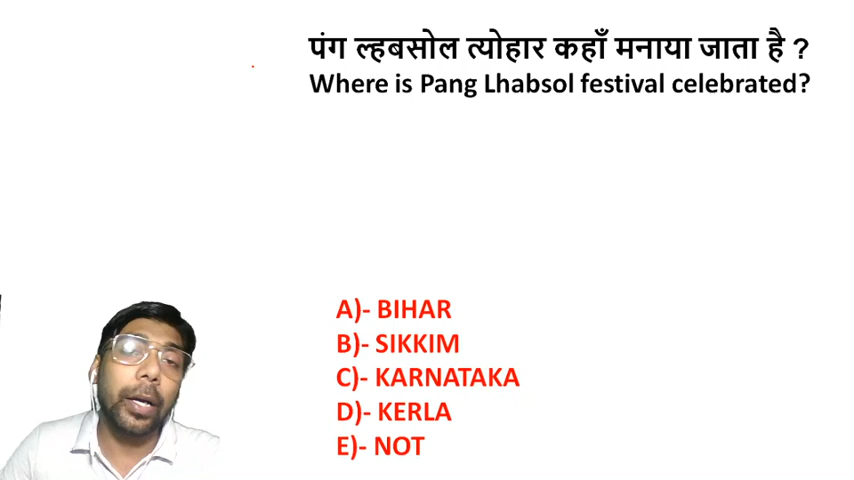 पंग ल्हबसोल त्योहार कहाँ मनाया जाता है ?
Where is Pang Lhabsol festival celebrated?
A)- BIHAR
B)- SIKKIM
C)- KARNATAKA
D)- KERLA
E)- NOT